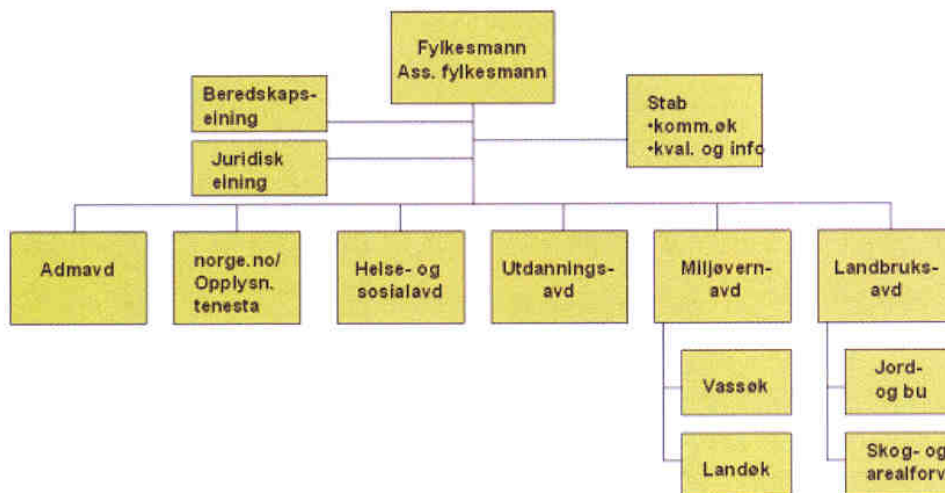 Fylkesmann
Ass. fylkesmann
Beredskaps-
eining
Stab
•komm.øk
•kval. og info
Juridisk
eining
Admavd
norge.no/
Opplysn.
tenesta
Helse- og
sosialavd
Utdannings-
avd
Miljøvern-
avd
Landbruks-
avd
Vassøk
Jord-
og bu
Landøk
Skog- og
arealforv